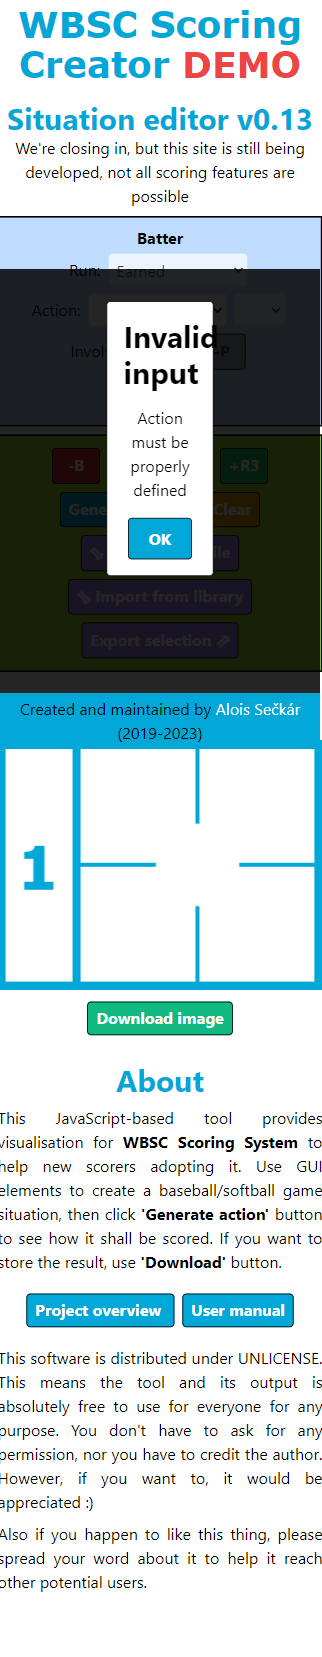 WBSC Scoring
Creator DEMO
Situation editor v0.13
We're closing in, but this site is still being
developed, not all scoring features are
possible
Batter
Run: Earned
Action:
Invalid
input
Action
must be
properly
defined
OK
-P
-B
+R3
Clear
Import from library
Export selection
Created and maintained by Alois Sečkár
(2019-2023)
1
Download image
About
This JavaScript-based tool provides
visualisation for WBSC Scoring System to
help new scorers adopting it. Use GUI
elements to create a baseball/softball game
situation, then click 'Generate action' button
to see how it shall be scored. If you want to
store the result, use 'Download' button.
Project overview User manual
This software is distributed under UNLICENSE.
This means the tool and its output is
absolutely free to use for everyone for any
purpose. You don't have to ask for any
permission, nor you have to credit the author.
However, if you want to, it would be
appreciated :)
Also if you happen to like this thing, please
spread your word about it to help it reach
other potential users.